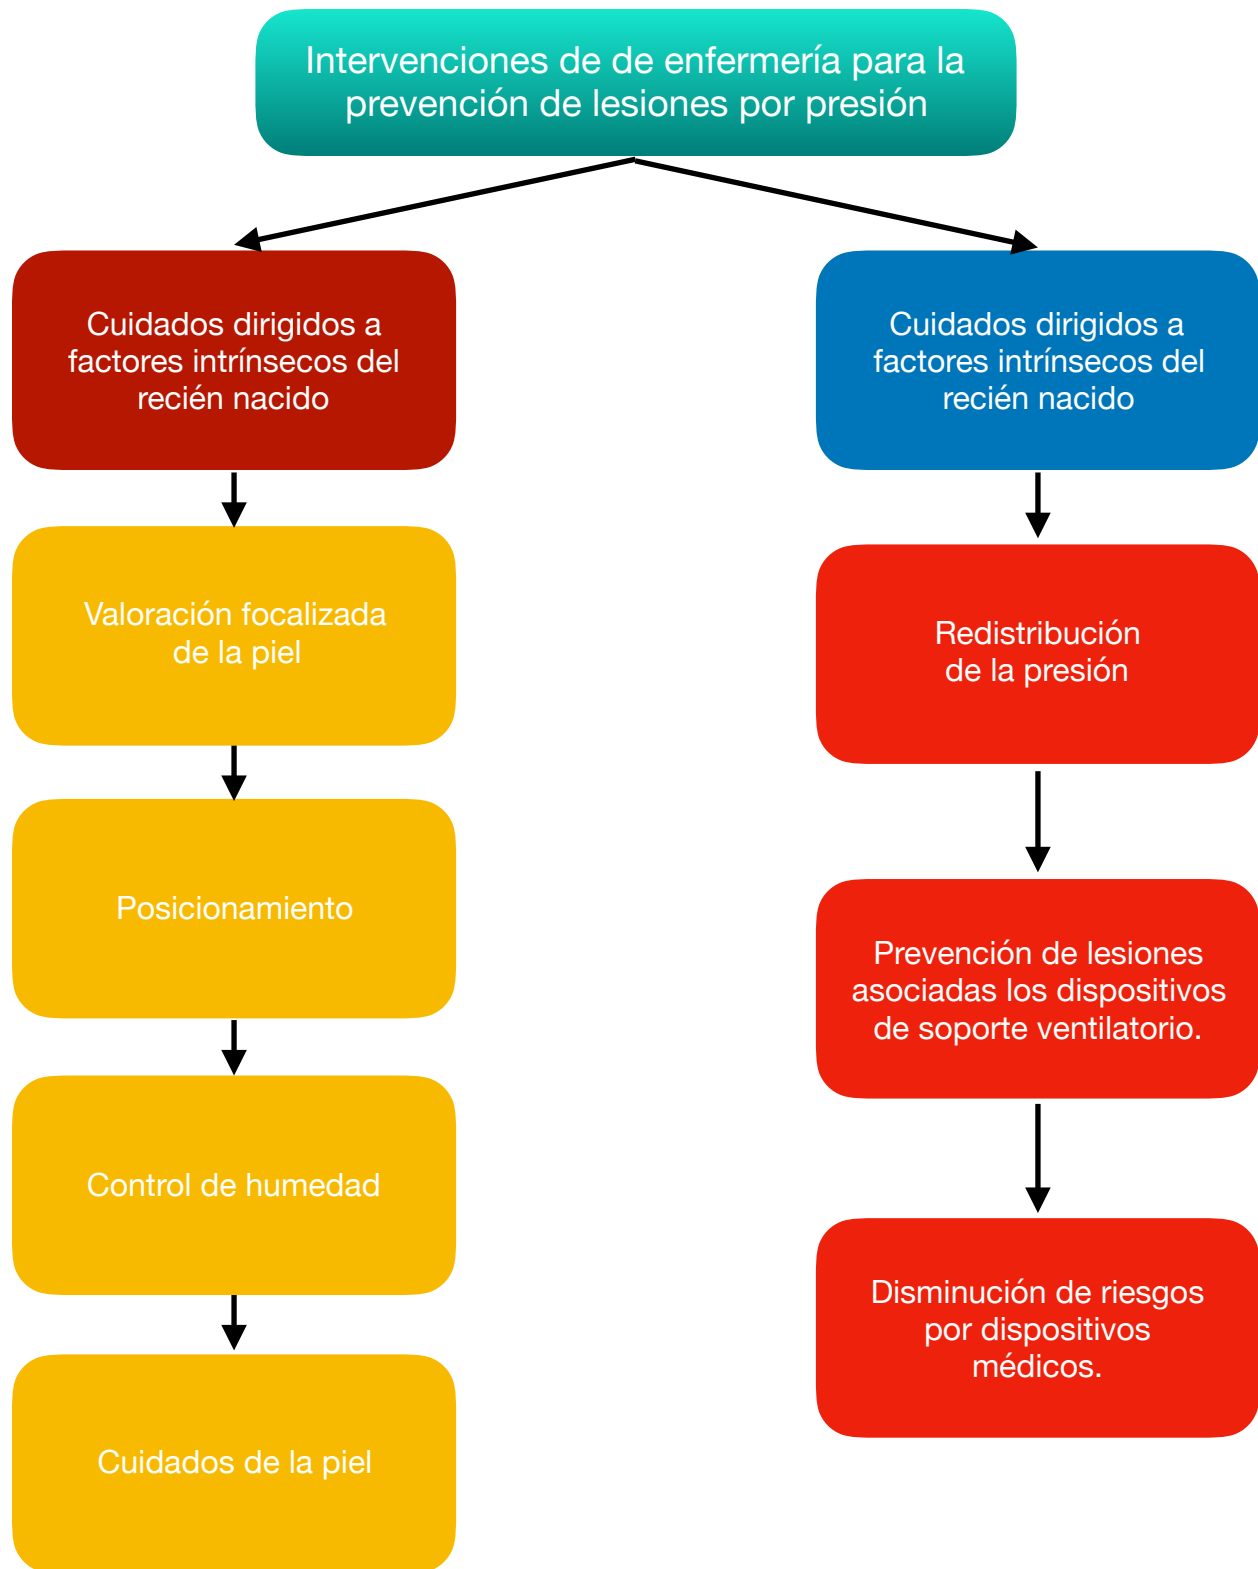 Intervenciones de de enfermería para la
prevención de lesiones por presión
Cuidados dirigidos a
factores intrínsecos del
recién nacido
Valoración focalizada
de la piel
Posicionamiento
Control de humedad
Cuidados de la piel
Cuidados dirigidos a
factores intrínsecos del
recién nacido
Redistribución
de la presión
Prevención de lesiones
asociadas los dispositivos
de soporte ventilatorio.
Disminución de riesgos
por dispositivos
médicos.